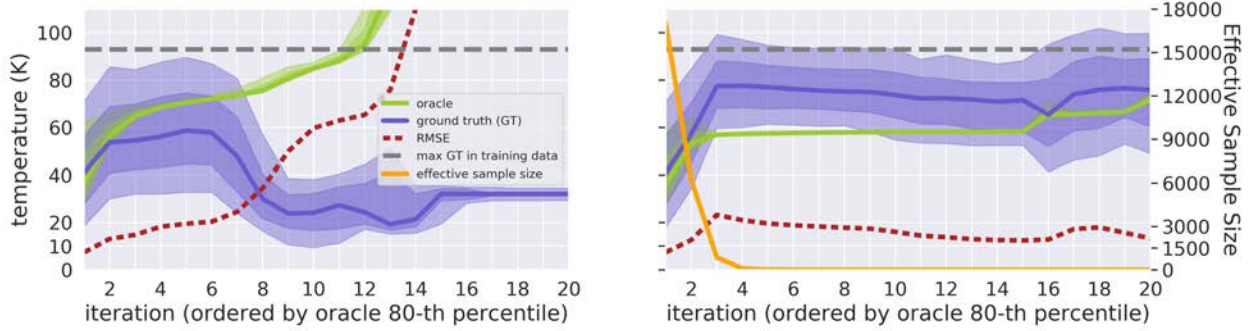 100
80
60
40
20
10
0
temperature (K)
oracle
ground truth (GT)
RMSE
max GT in training data
effective sample size
2 4 6 8 10 12 14 16 18 20
iteration (ordered by oracle 80-th percentile)
18000
15000
12000
9000
6000
3000
1500
0
Effective Sample Size
2 4 6 8 10 12 14 16 18 20
iteration (ordered by oracle 80-th percentile)